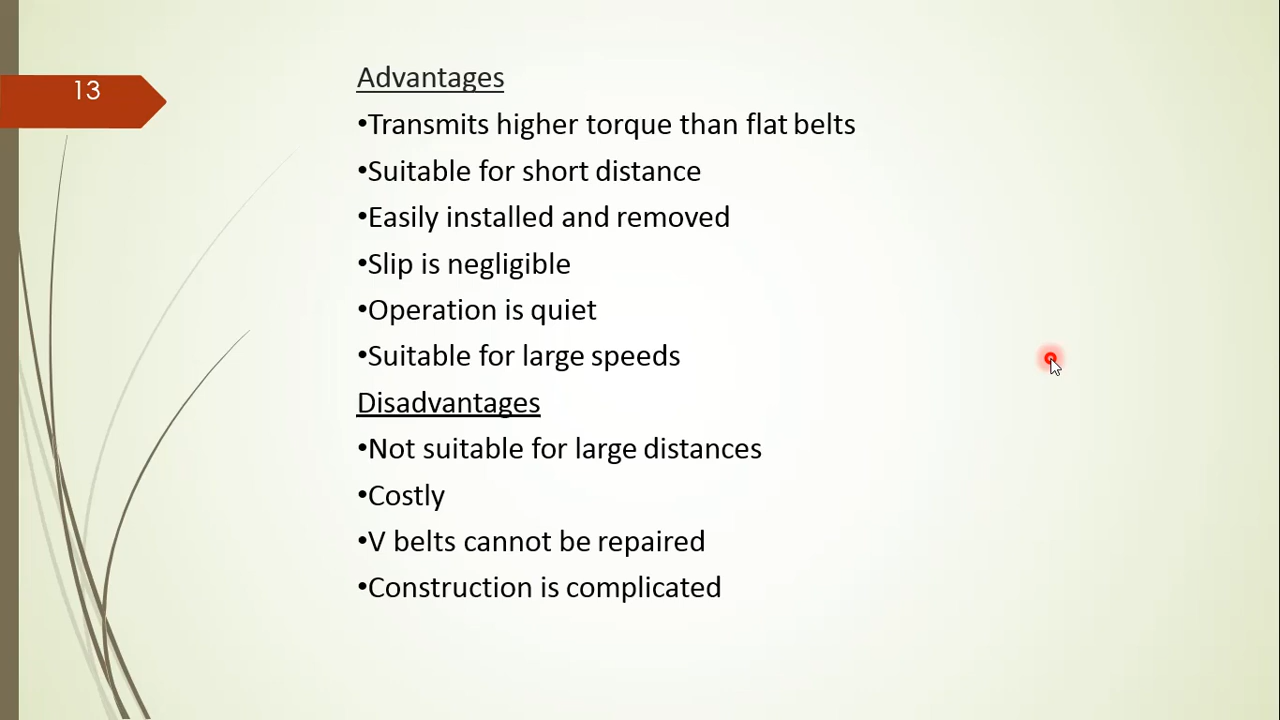 13
Advantages
•Transmits higher torque than flat belts
•Suitable for short distance
•Easily installed and removed
•Slip is negligible
•Operation is quiet
•Suitable for large speeds
Disadvantages
•Not suitable for large distances
•Costly
•V belts cannot be repaired
•Construction is complicated